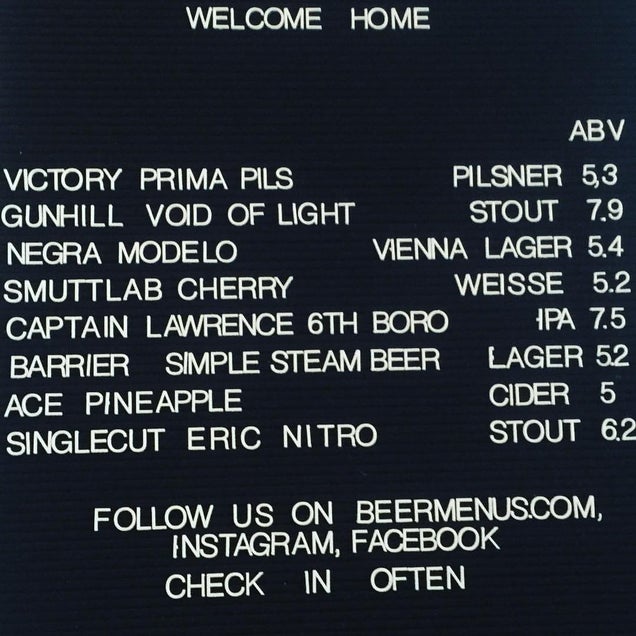 WELCOME HOME
ABV
VICTORY PRIMA PILS PILSNER 5,3
GUNHILL VOID OF LIGHT STOUT 7.9
NEGRA MODELO VIENNA LAGER 5.4
SMUTTLAB CHERRY WEISSE 5.2
CAPTAIN LAWRENCE 6TH BORO IPA 7.5
BARRIER SIMPLE STEAM BEER LAGER 5.2
ACE PINEAPPLE CIDER 5
SINGLECUT ERIC NITRO STOUT 6.2
FOLLOW US ON BEERMENUS.COM,
INSTAGRAM, FACEBOOK
CHECK IN OFTEN